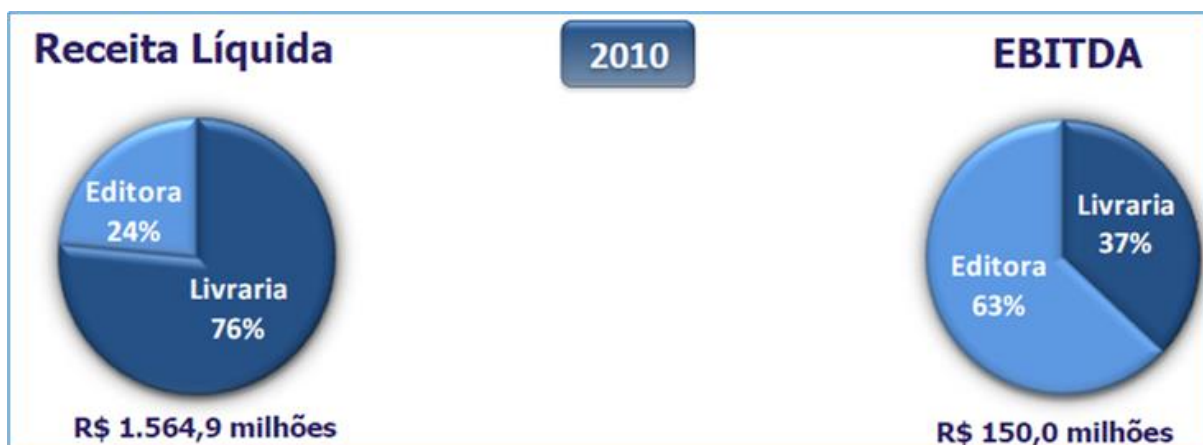 Receita Líquida
2010
EBITDA
Editora
24%
Livraria
76%
R$ 1.564,9 milhões
Livraria
37%
Editora
63%
R$ 150,0 milhões